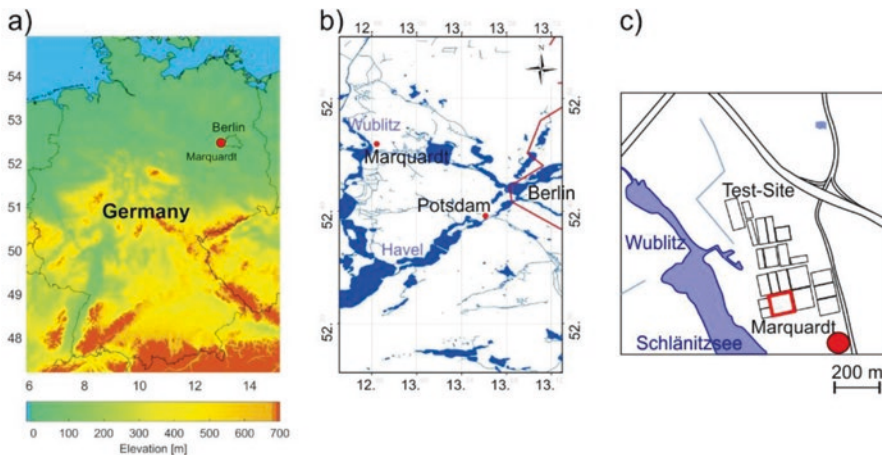 a)
54
53
52
51
50
49
48
6 8 10 12 14
Berlin
Marquardt
Germany
0 100 200 300 400 500 600 700
Elevation [m]
b)
12. 13. 13. 13. 13.
N
52.
52.
52.
52.
52.
52.
Wublitz
Marquardt
Potsdam
Berlin
Havel
12. 13. 13. 13. 13.
c)
Test-Site
Wublitz
Marquardt
Schlänitzsee
200 m